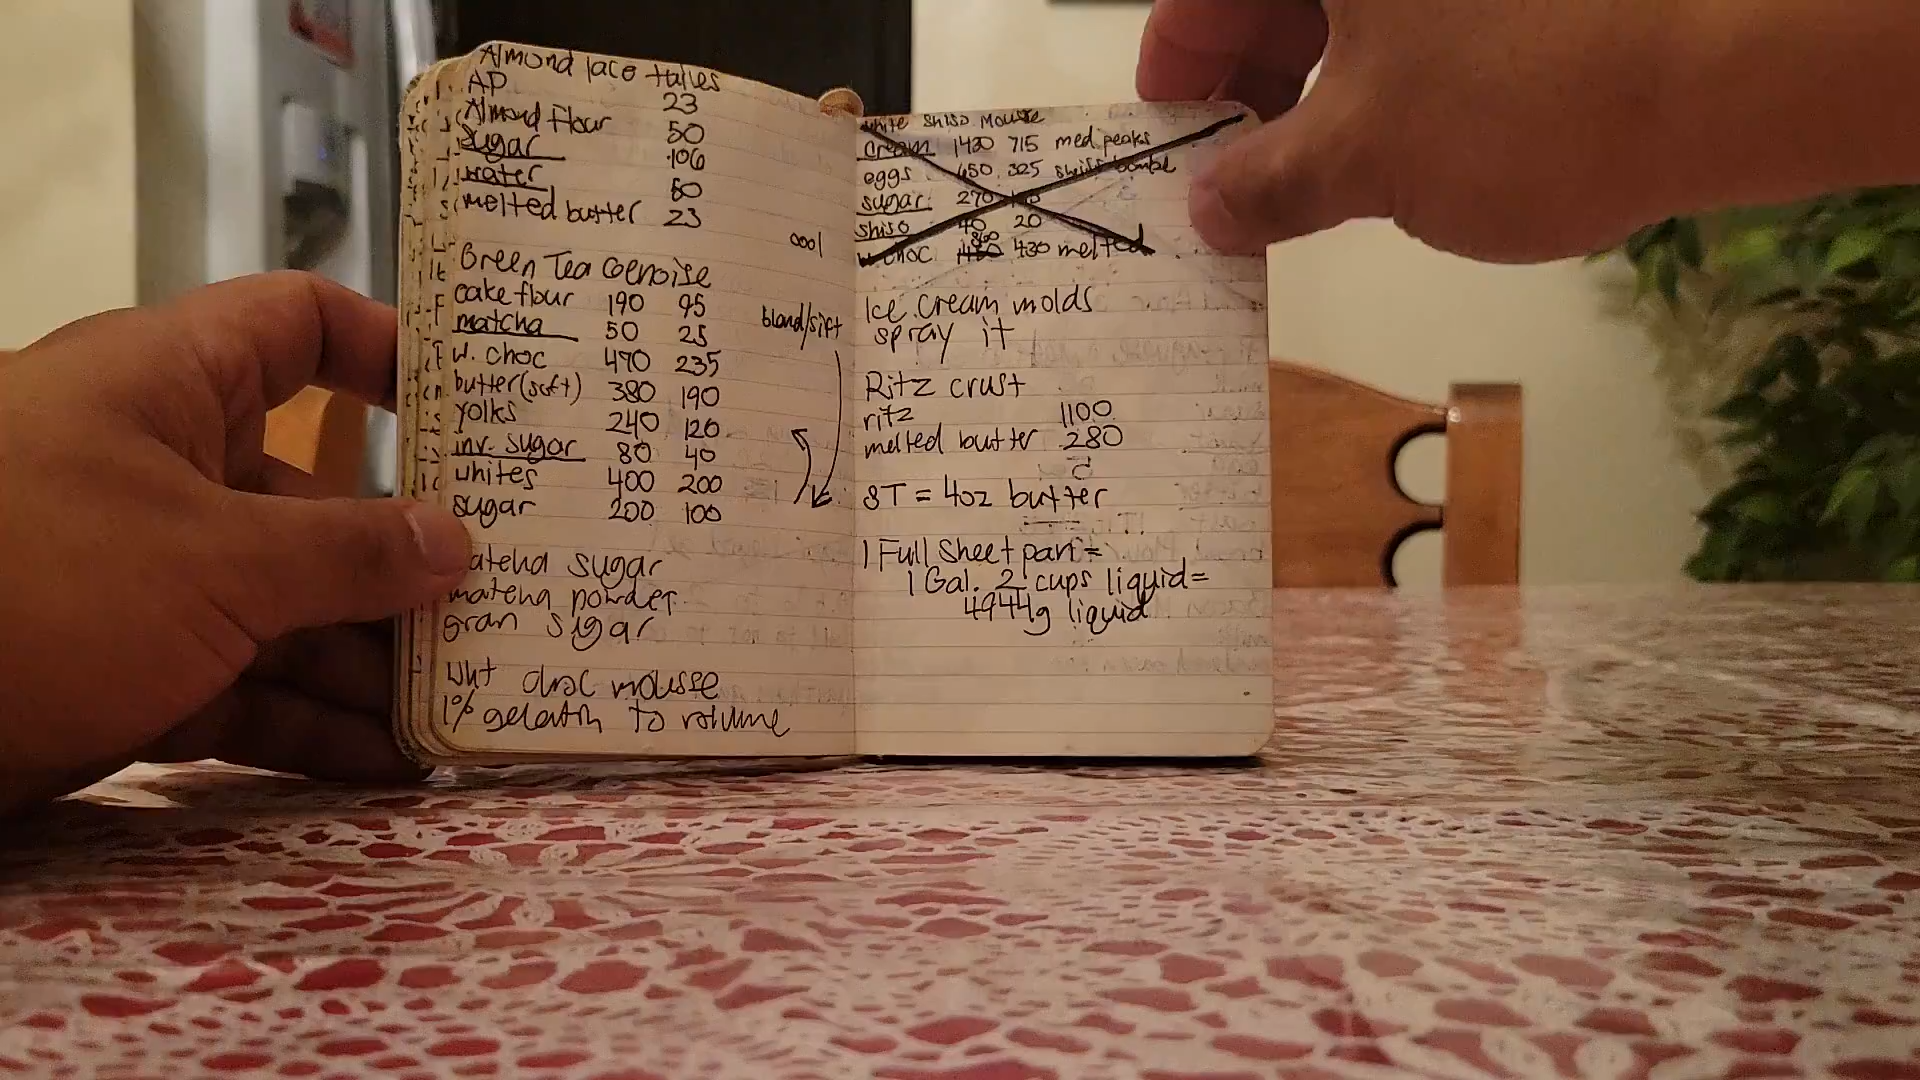 Almond lace tuiles
AP 23
Almond flour 50
sugar 106
water 50
melted butter 23
cool
Green Tea Genoise
cake flour 190 95
matcha 50 25
blend/sift
w. choc 470 235
butter(soft) 380 190
yolks 240 120
inv. sugar 80 40
whites 400 200
sugar 200 100
atcha sugar
matcha powder
gran sugar
Wht choc mousse
1% gelatin to volume
white shiso mousse
cream 1430 715 med. peaks
eggs 650 325
sugar 270
shiso 40 20
w. choc 860 430 melted
Ice cream molds
spray it
Ritz crust
ritz 1100
melted butter 280
8T = 4oz butter
1 Full Sheet pan =
1 Gal. 2 cups liquid =
4944g liquid